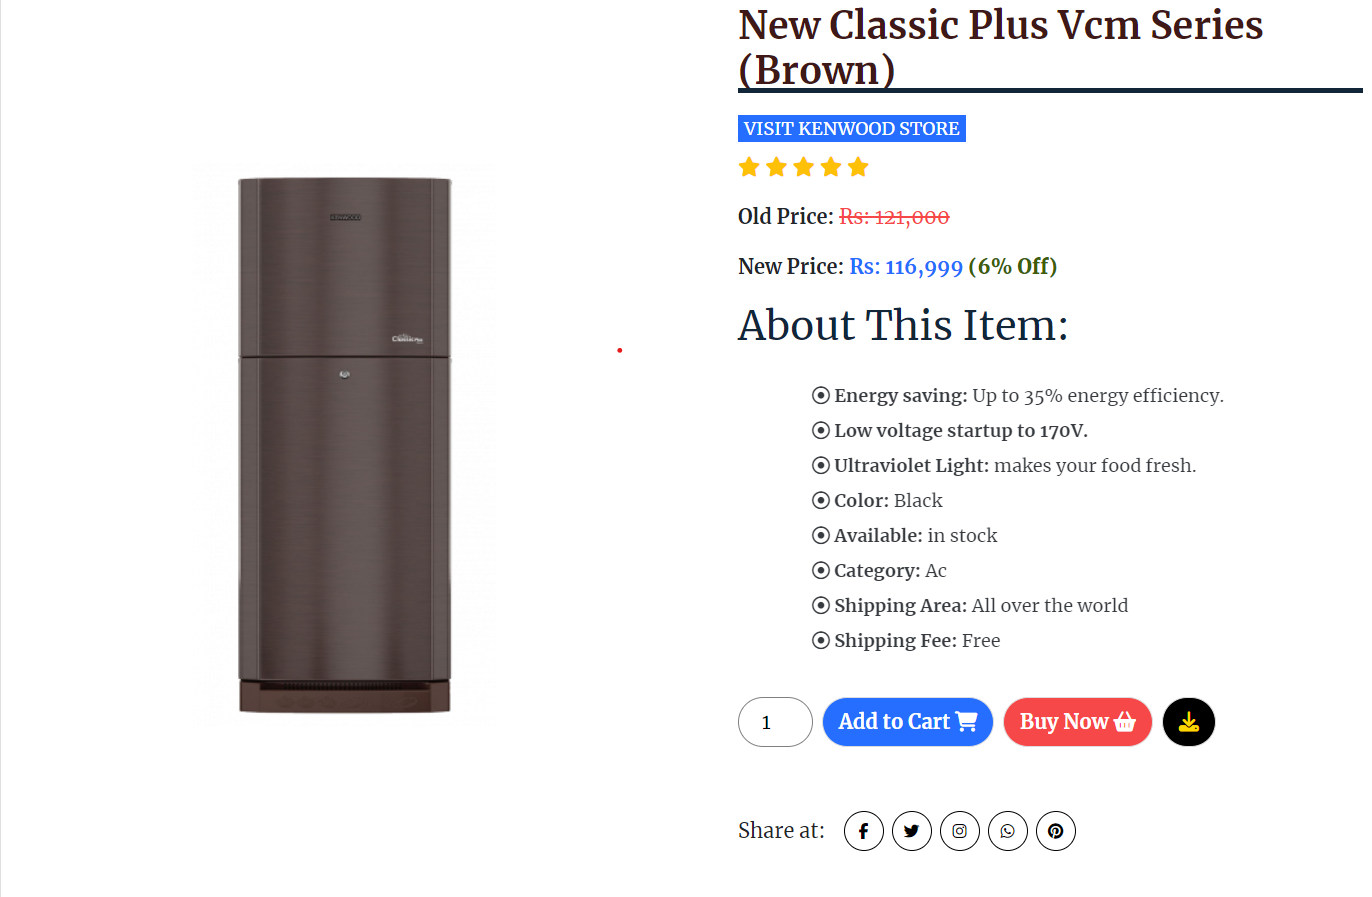 New Classic Plus Vcm Series
(Brown)
VISIT KENWOOD STORE
Old Price: Rs: 121,000
New Price: Rs: 116,999 (6% Off)
About This Item:
Energy saving: Up to 35% energy efficiency.
Low voltage startup to 170V.
Ultraviolet Light: makes your food fresh.
Color: Black
Available: in stock
Category: Ac
Shipping Area: All over the world
Shipping Fee: Free
1 Add to Cart Buy Now
Share at:
KENWOOD
Classic Plus